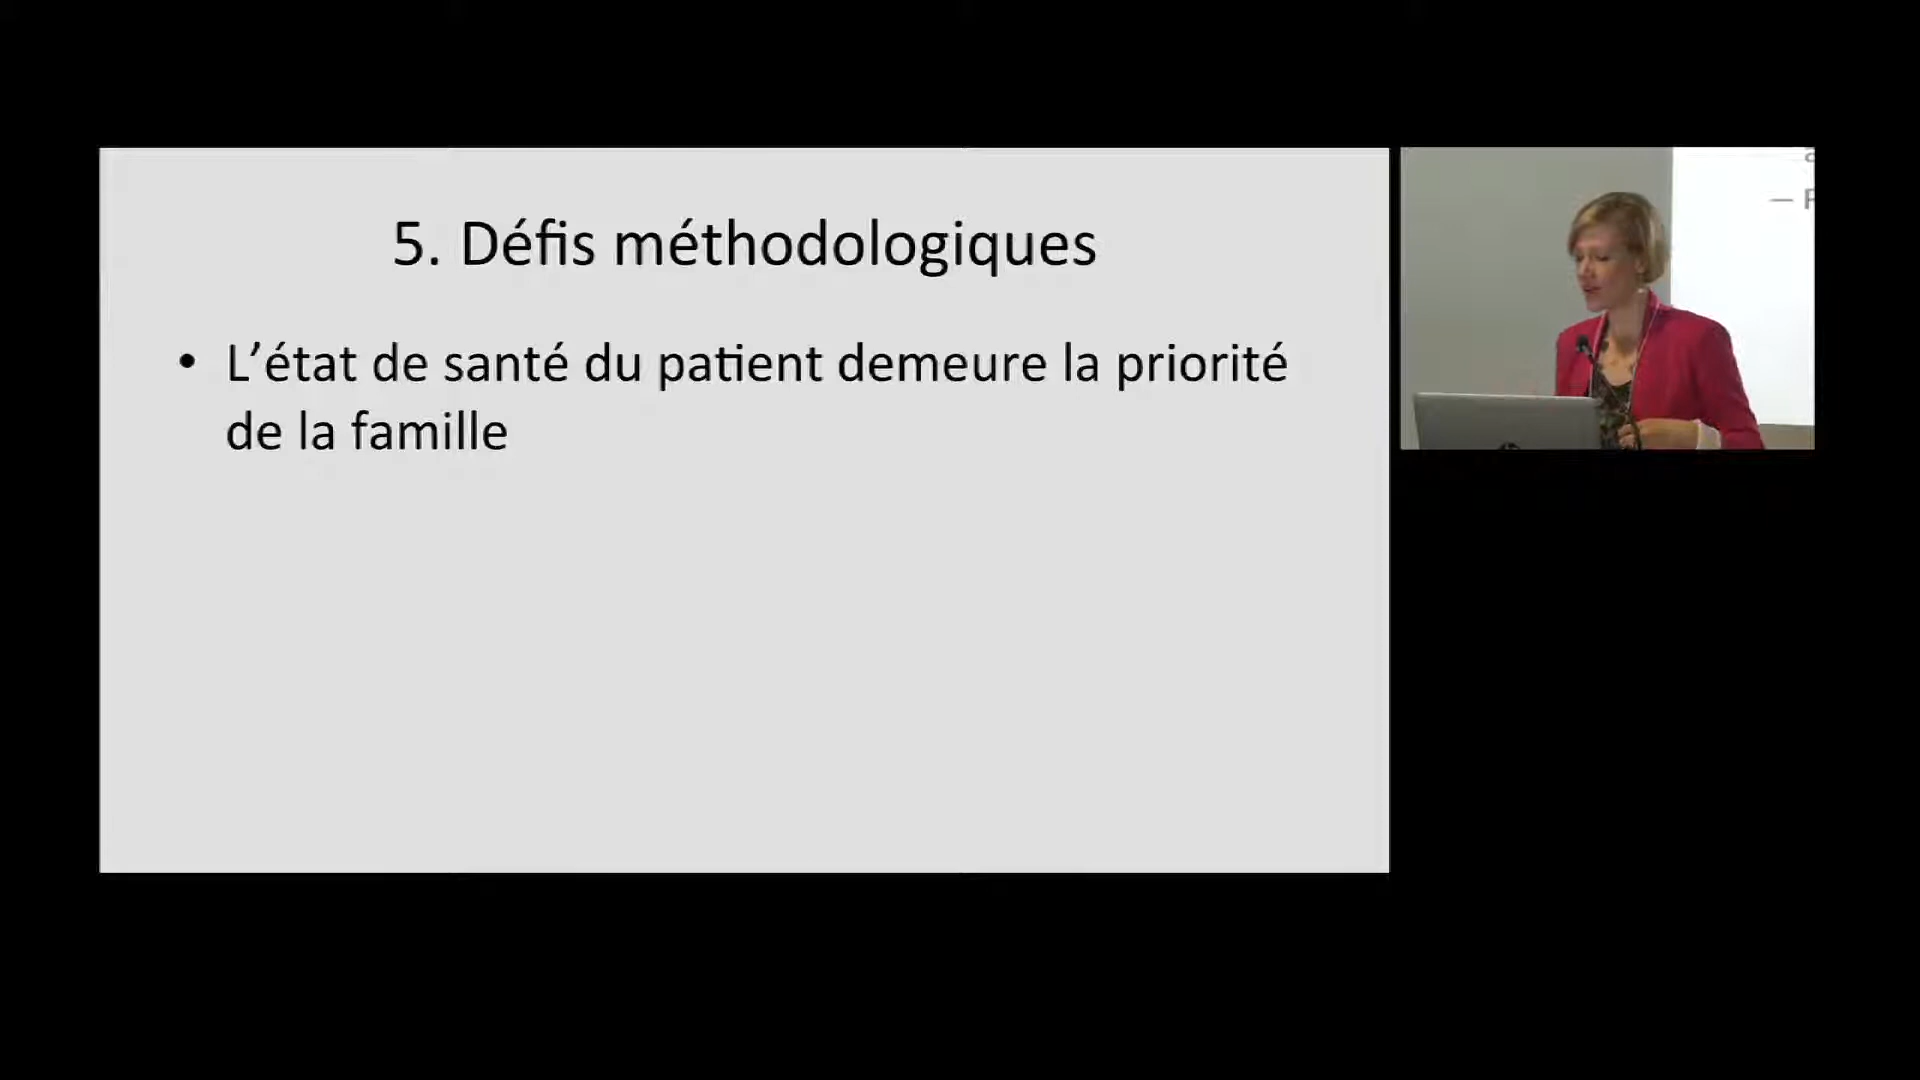 5. Défis méthodologiques
• L’état de santé du patient demeure la priorité
de la famille